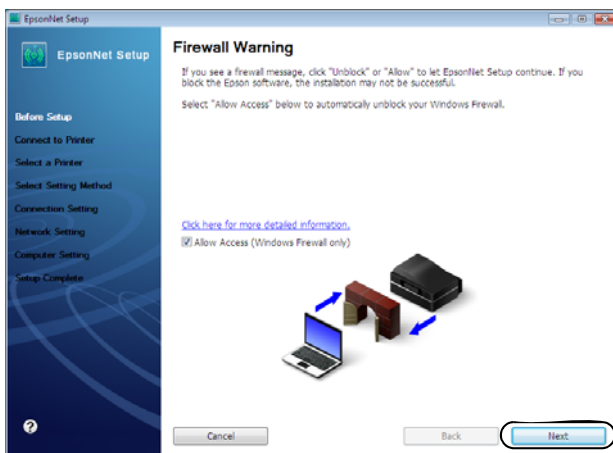 EpsonNet Setup
EpsonNet Setup
Before Setup
Connect to Printer
Select a Printer
Select Setting Method
Connection Setting
Network Setting
Computer Setting
Setup Complete
?
Firewall Warning
If you see a firewall message, click "Unblock" or "Allow" to let EpsonNet Setup continue. If you
block the Epson software, the installation may not be successful.
Select "Allow Access" below to automatically unblock your Windows Firewall.
Click here for more detailed information.
Allow Access (Windows Firewall only)
Cancel
Back
Next